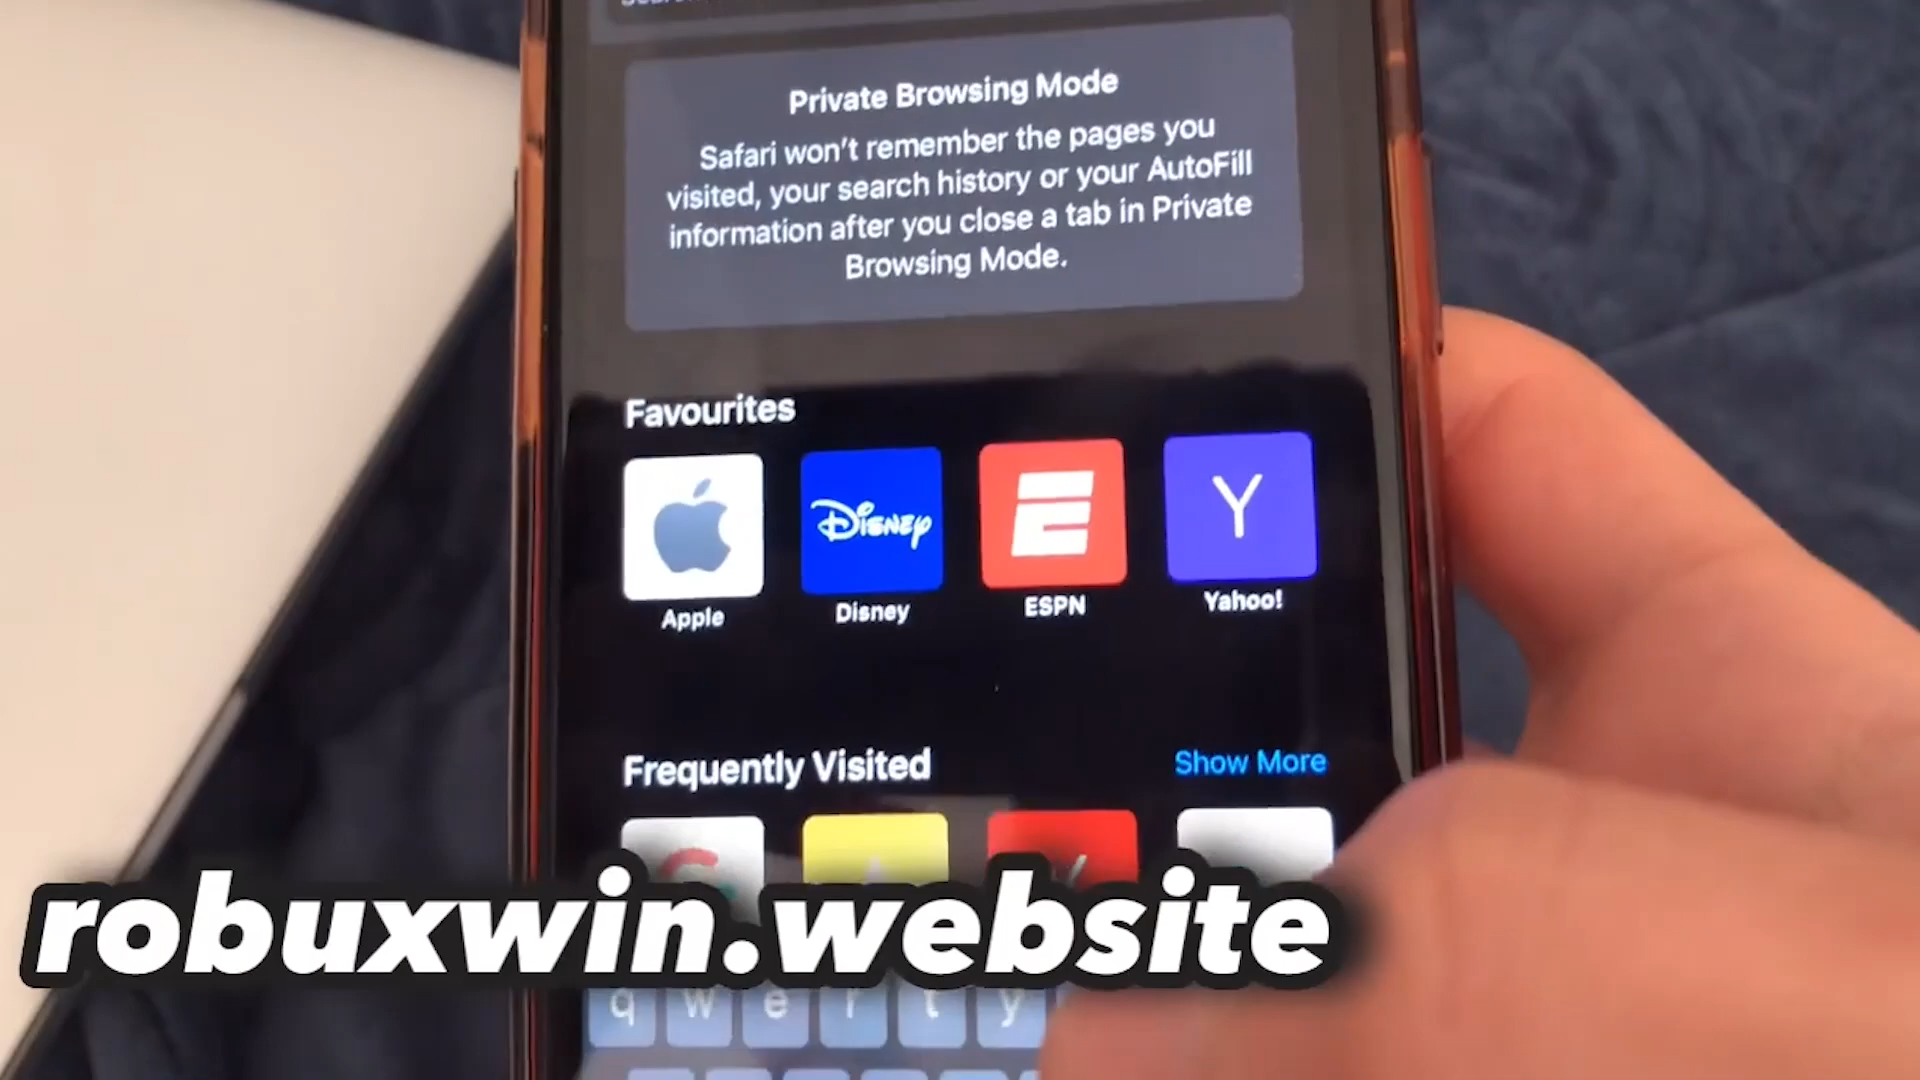 Private Browsing Mode
Safari won't remember the pages you
visited, your search history or your AutoFill
information after you close a tab in Private
Browsing Mode.
Favourites
Disney
Apple
Disney
ESPN
Yahoo!
Frequently Visited
Show More
robuxwin.website
q w e r t y